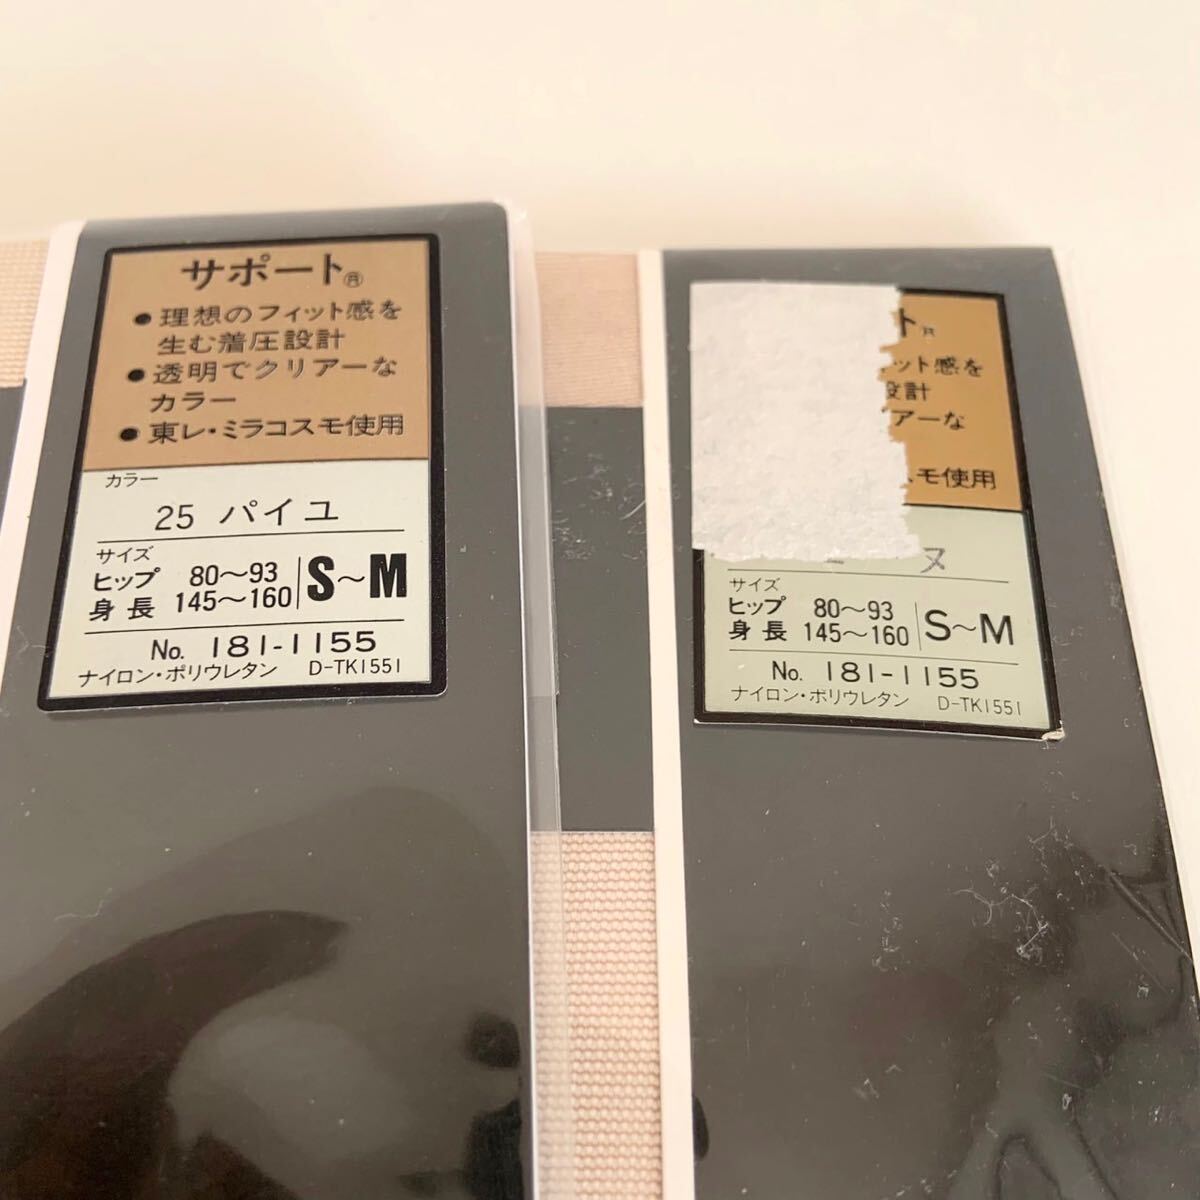 サポート®
●理想のフィット感を
生む着圧設計
●透明でクリアーな
カラー
●東レ・ミラコスモ使用
カラー
25 パイユ
サイズ
ヒップ 80〜93
身長 145〜160
S〜M
No. 181-1155
ナイロン・ポリウレタン D-TK1551
ト®
ット感を
設計
アーな
スモ使用
ヌ
サイズ
ヒップ 80〜93
身長 145〜160
S〜M
No. 181-1155
ナイロン・ポリウレタン D-TK1551